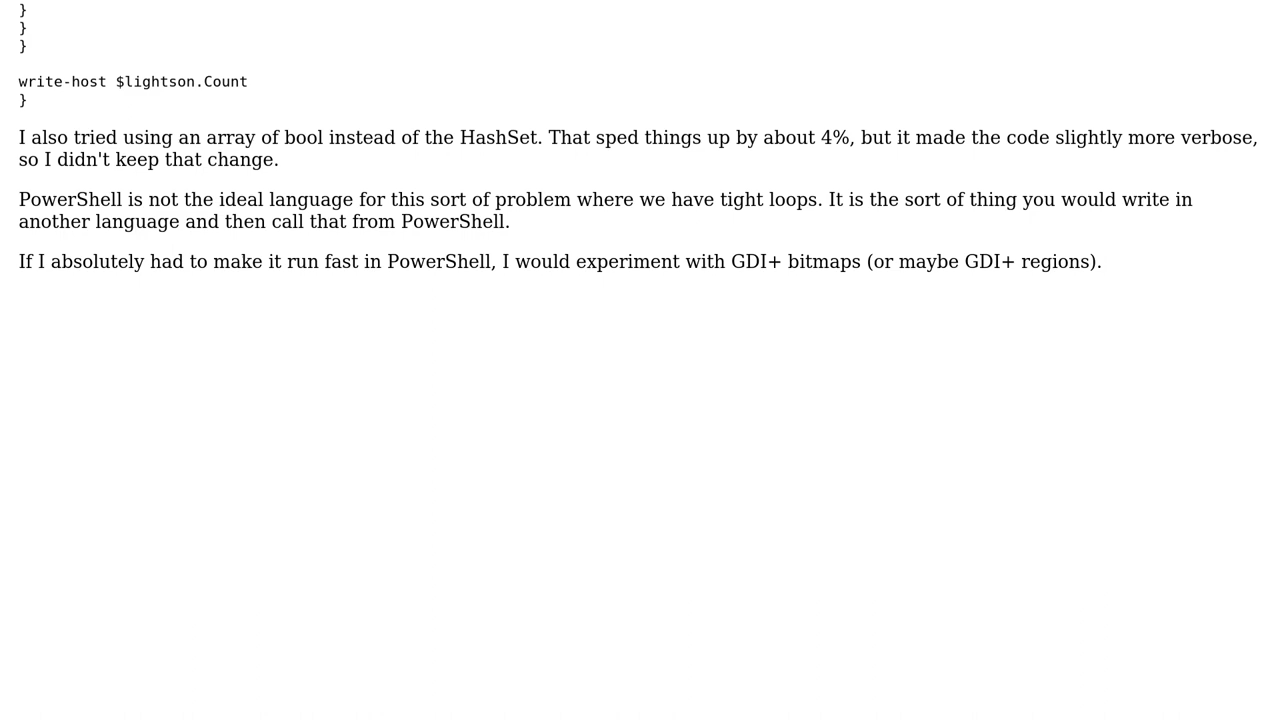 }
}
}
write-host $lightson.Count
}
I also tried using an array of bool instead of the HashSet. That sped things up by about 4%, but it made the code slightly more verbose,
so I didn't keep that change.
PowerShell is not the ideal language for this sort of problem where we have tight loops. It is the sort of thing you would write in
another language and then call that from PowerShell.
If I absolutely had to make it run fast in PowerShell, I would experiment with GDI+ bitmaps (or maybe GDI+ regions).